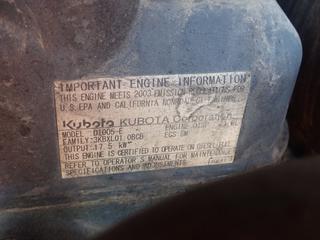 IMPORTANT ENGINE INFORMATION
THIS ENGINE MEETS 2003 EMISSION REGULATIONS FOR
U.S. EPA AND CALIFORNIA
Kubota KUBOTA Corporation
MODEL D1005-E ENGINE DISP.
FAMILY:3KBXL01.0BCB
OUTPUT:17.5 kW
THIS ENGINE IS CERTIFIED TO OPERATE ON DIESEL FUEL
REFER TO OPERATOR'S MANUAL FOR MAINTENANCE
SPECIFICATIONS AND ADJUSTMENTS